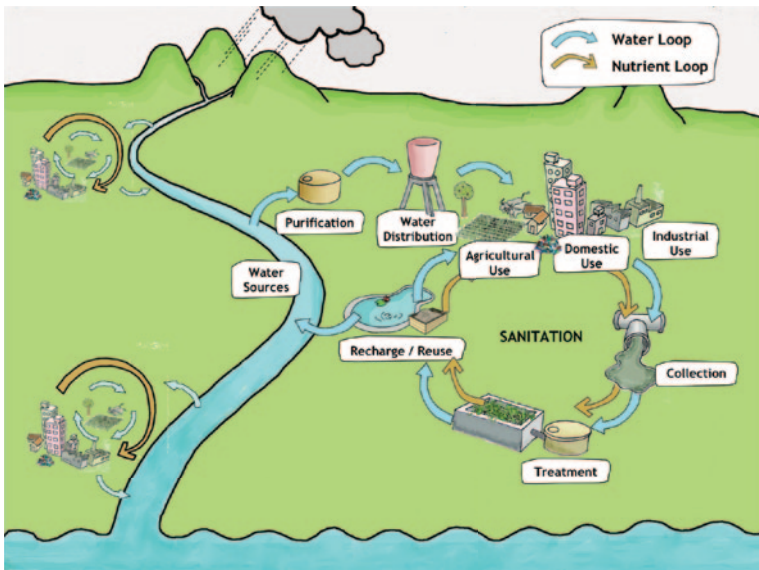 Water Loop
Nutrient Loop
Purification
Water
Distribution
Agricultural
Use
Domestic
Use
Industrial
Use
Water
Sources
Recharge / Reuse
SANITATION
Collection
Treatment